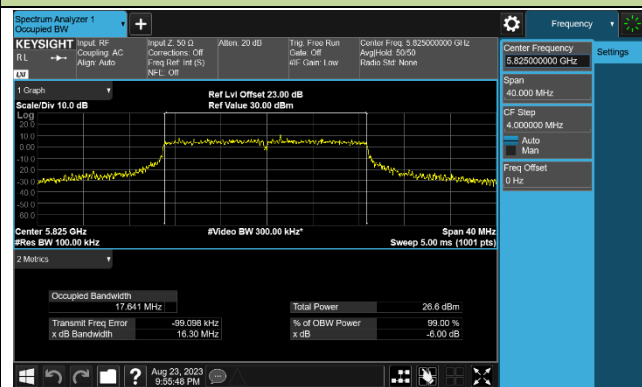 Spectrum Analyzer 1
Occupied BW
+
Frequency
KEYSIGHT
Input: RF
Input Z: 50 Ω
Atten: 20 dB
Trig: Free Run
Center Freq: 5.825000000 GHz
RL
Coupling: AC
Corrections: Off
Gate: Off
Avg|Hold: 50/50
Align: Auto
Freq Ref: Int (S)
#IF Gain: Low
Radio Std: None
LXI
NFE: Off
Center Frequency
5.825000000 GHz
Settings
Span
40.000 MHz
CF Step
4.000000 MHz
Auto
Man
Freq Offset
0 Hz
1 Graph
Ref Lvl Offset 23.00 dB
Scale/Div 10.0 dB
Ref Value 30.00 dBm
Log
20.0
10.0
0.00
-10.0
-20.0
-30.0
-40.0
-50.0
-60.0
Center 5.825 GHz
#Video BW 300.00 kHz*
Span 40 MHz
#Res BW 100.00 kHz
Sweep 5.00 ms (1001 pts)
2 Metrics
Occupied Bandwidth
17.641 MHz
Total Power
26.6 dBm
Transmit Freq Error
-99.098 kHz
% of OBW Power
99.00 %
x dB Bandwidth
16.30 MHz
x dB
-6.00 dB
?
Aug 23, 2023
9:55:48 PM